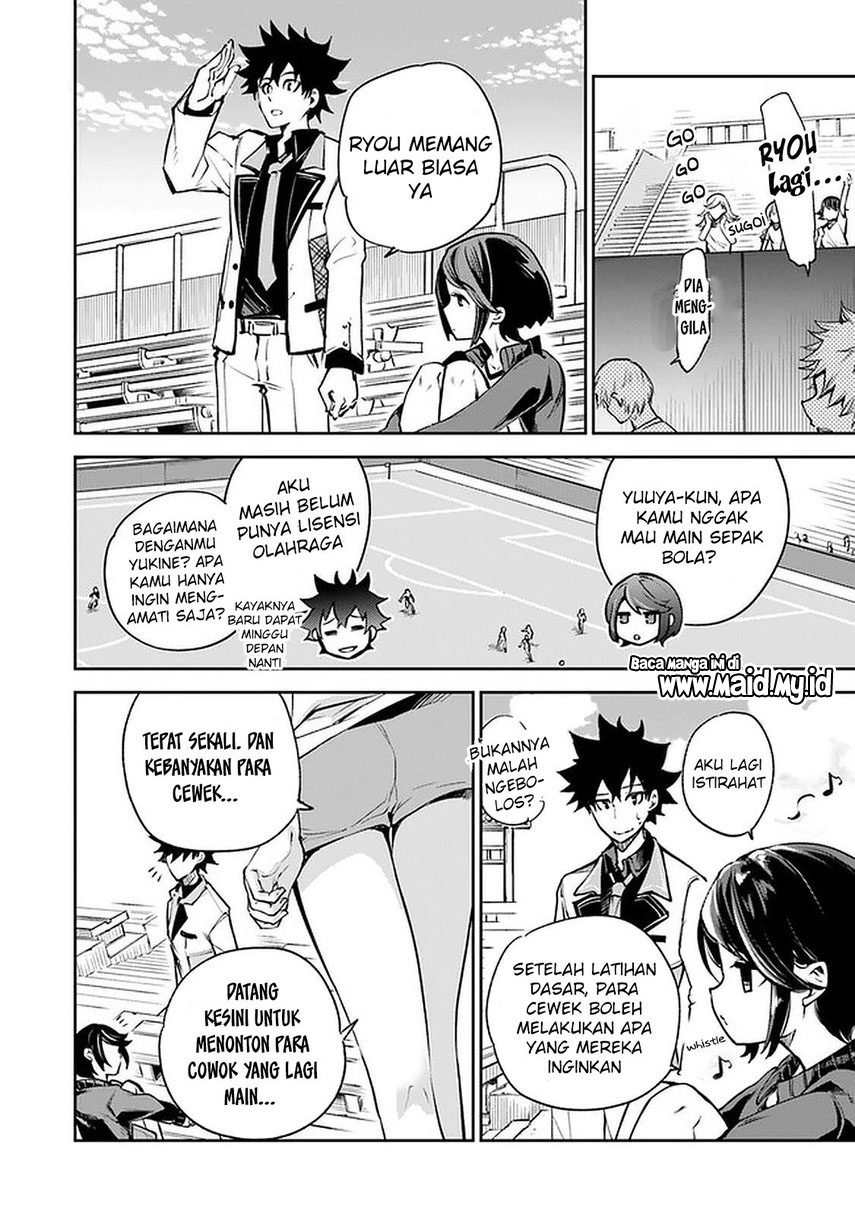 RYOU
Lagi...
GO
GO
GO
SUGOI
DIA
MENG-
GILA
RYOU MEMANG
LUAR BIASA
YA
YUUYA-KUN, APA
KAMU NGGAK
MAU MAIN SEPAK
BOLA?
AKU
MASIH BELUM
PUNYA LISENSI
OLAHRAGA
KAYAKNYA
BARU DAPAT
MINGGU
DEPAN
NANTI
BAGAIMANA
DENGANMU
YUKINE? APA
KAMU HANYA
INGIN MENG-
AMATI SAJA?
Baca Manga ini di
www.Maid.My.id
AKU LAGI
ISTIRAHAT
BUKANNYA
MALAH
NGEBO-
LOS?
SETELAH LATIHAN
DASAR, PARA
CEWEK BOLEH
MELAKUKAN APA
YANG MEREKA
INGINKAN
whistle
TEPAT SEKALI. DAN
KEBANYAKAN PARA
CEWEK...
DATANG
KESINI UNTUK
MENONTON PARA
COWOK YANG LAGI
MAIN...